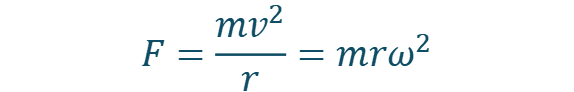 F = mv²/r = mrω²